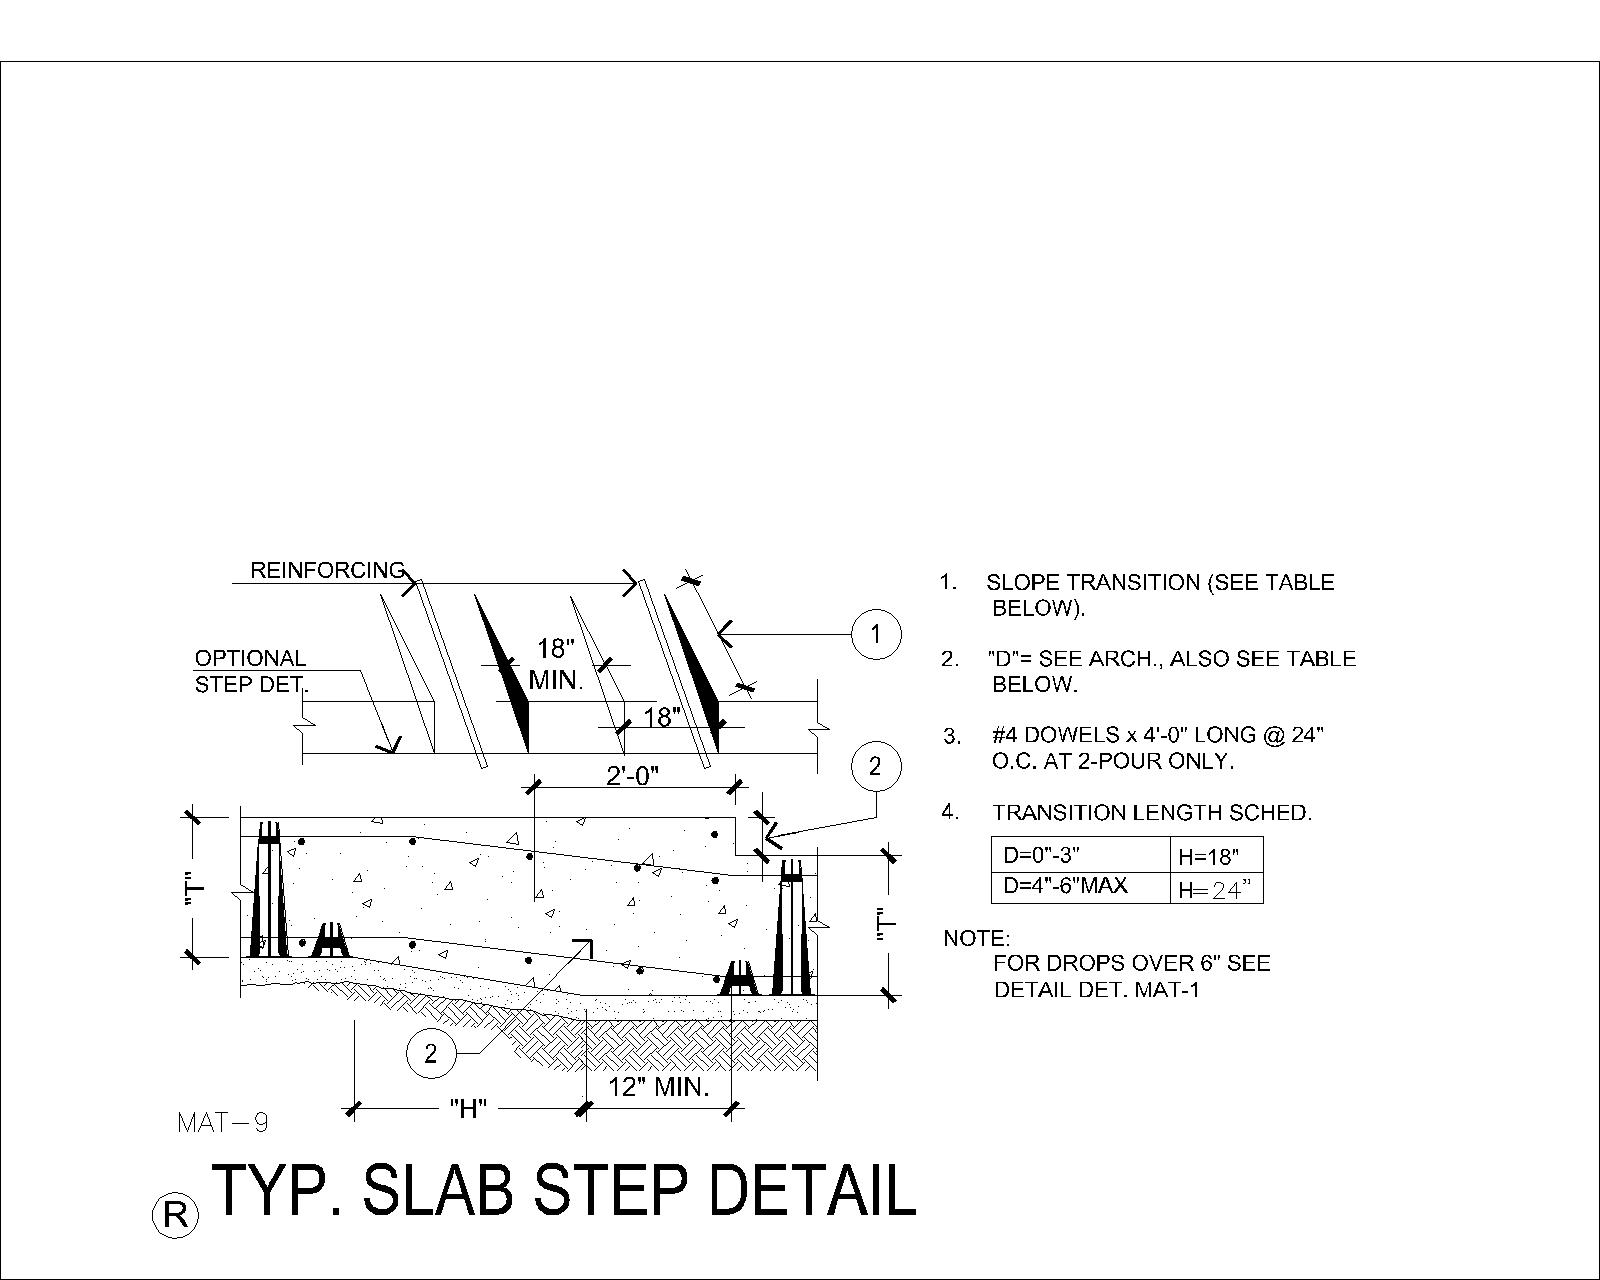 REINFORCING
OPTIONAL
STEP DET.
18"
MIN.
18"
1
2'-0"
2
"T"
"T"
2
12" MIN.
"H"
MAT-9
R TYP. SLAB STEP DETAIL
1. SLOPE TRANSITION (SEE TABLE
BELOW).
2. "D"= SEE ARCH., ALSO SEE TABLE
BELOW.
3. #4 DOWELS x 4'-0" LONG @ 24"
O.C. AT 2-POUR ONLY.
4. TRANSITION LENGTH SCHED.
D=0"-3" H=18"
D=4"-6"MAX H=24"
NOTE:
FOR DROPS OVER 6" SEE
DETAIL DET. MAT-1